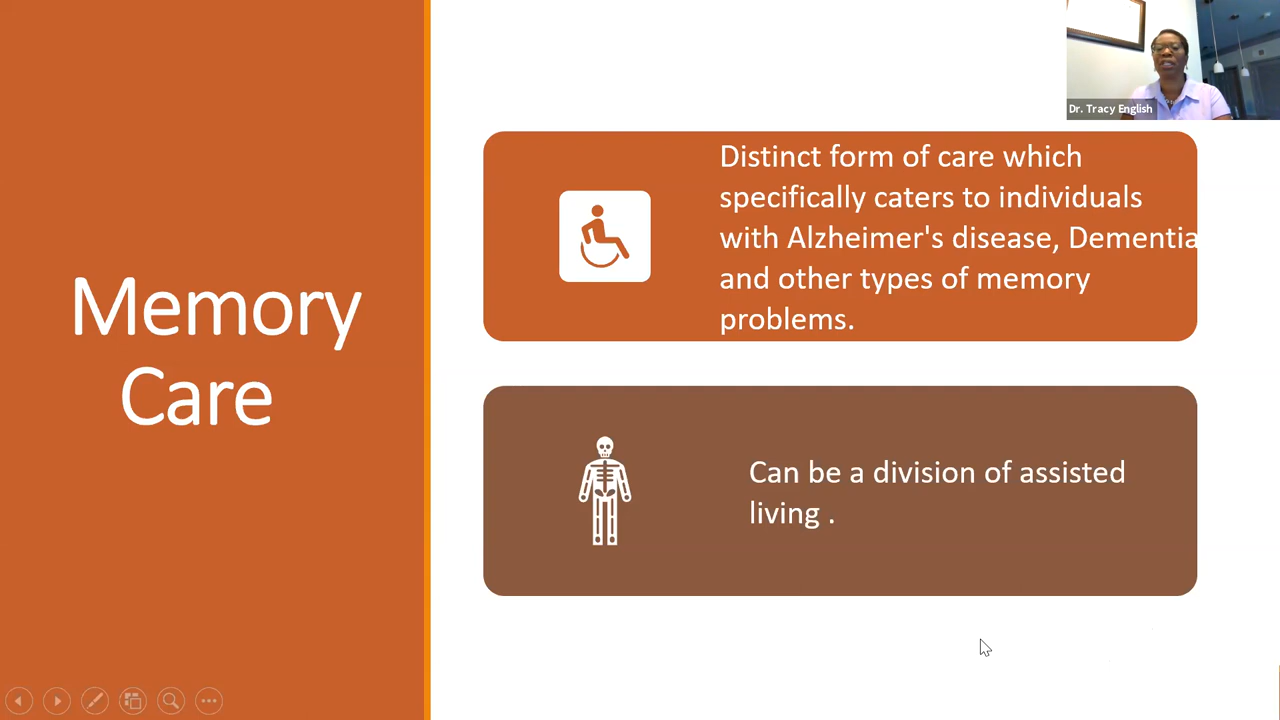 Memory
Care
Dr. Tracy English
Distinct form of care which
specifically caters to individuals
with Alzheimer's disease, Dementia
and other types of memory
problems.
Can be a division of assisted
living .